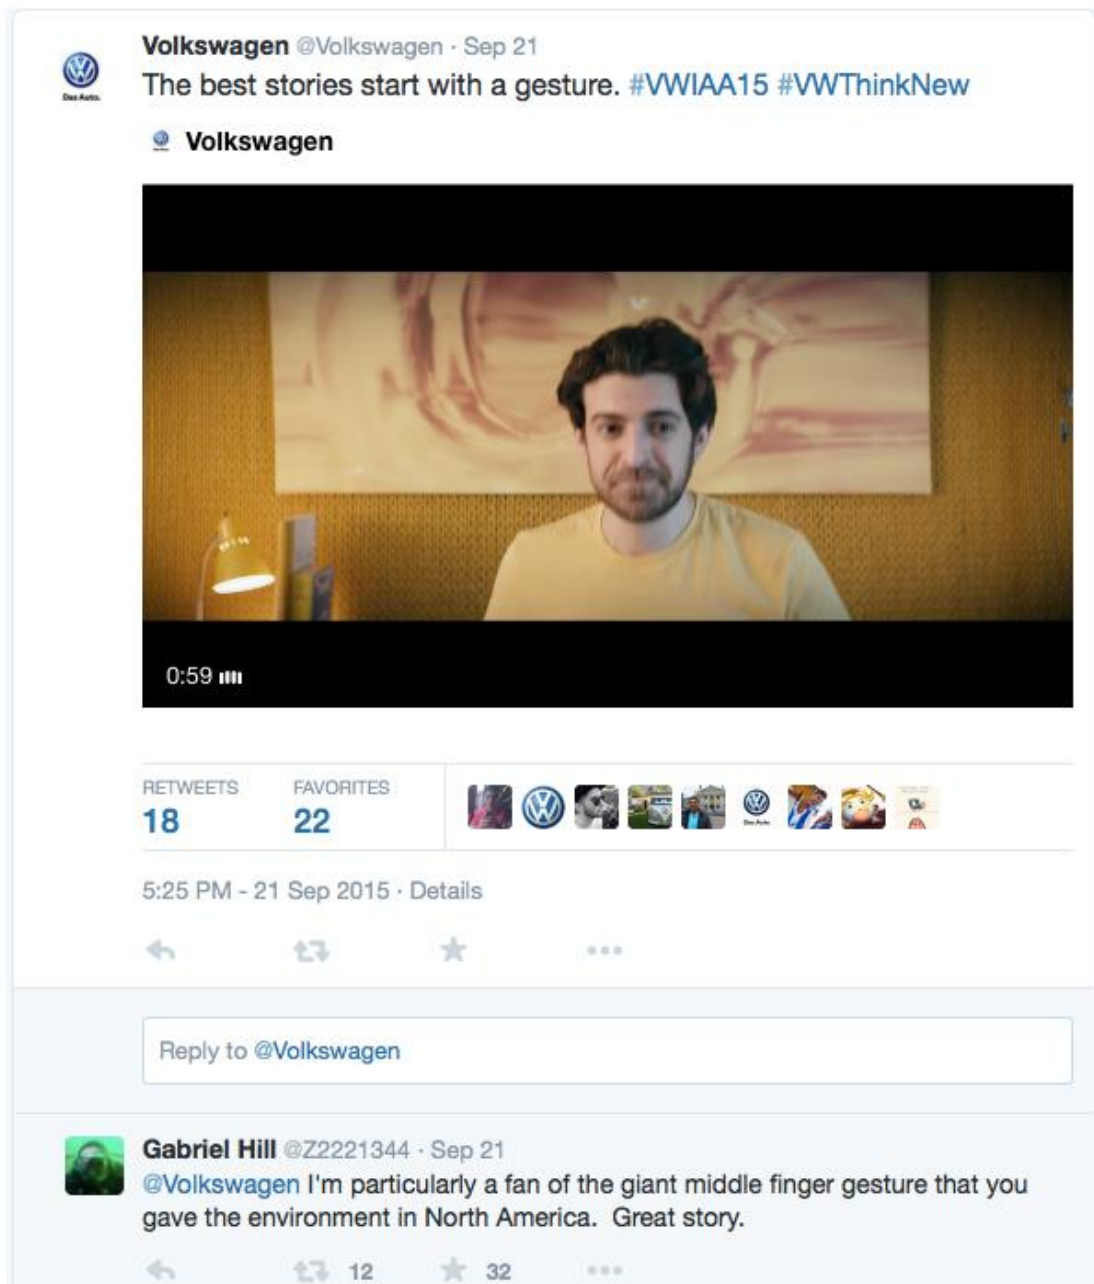 Volkswagen @Volkswagen · Sep 21
The best stories start with a gesture. #VWIAA15 #VWThinkNew
Das Auto.
Volkswagen
0:59
RETWEETS FAVORITES
18 22
5:25 PM - 21 Sep 2015 · Details
Reply to @Volkswagen
Gabriel Hill @Z2221344 · Sep 21
@Volkswagen I'm particularly a fan of the giant middle finger gesture that you
gave the environment in North America.  Great story.
12 32